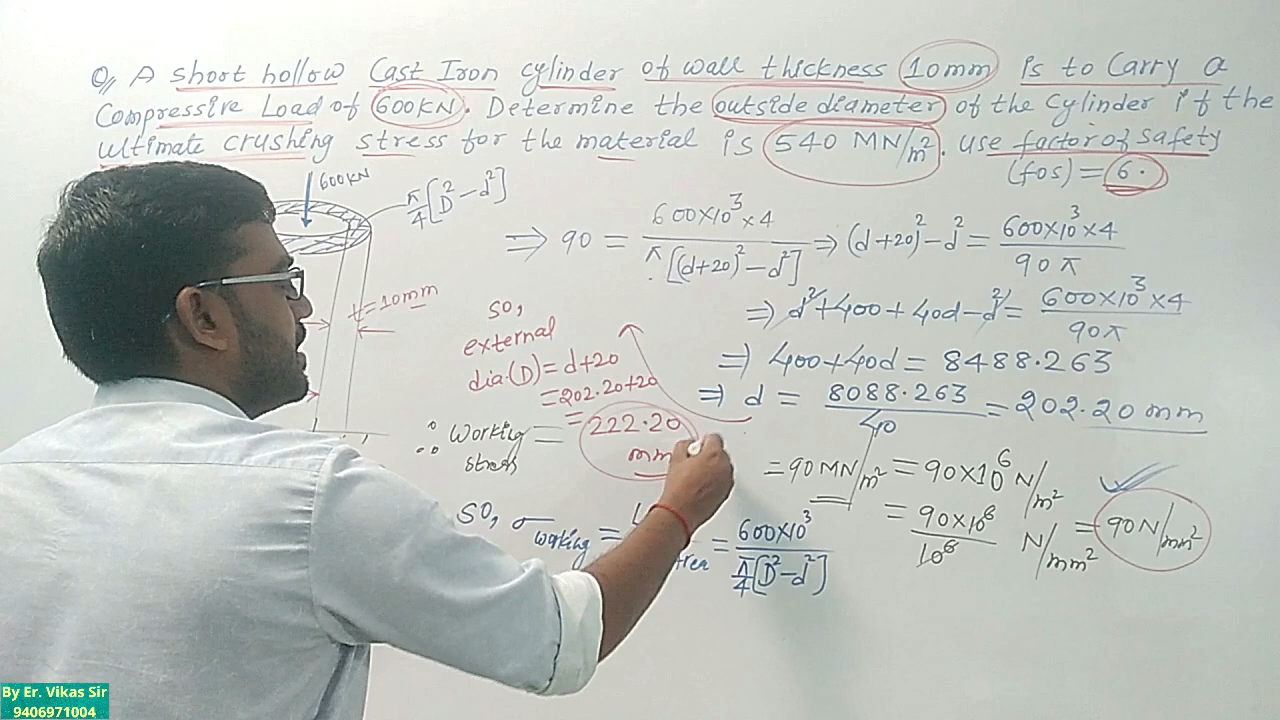 Q, A short hollow Cast Iron cylinder of wall thickness 10mm is to Carry a
Compressive Load of 600KN. Determine the outside diameter of the Cylinder if the
ultimate crushing stress for the material is 540 MN/m². use factor of safety
(fos) = 6.
600KN
π/4[D²-d²]
10mm
⇒ 90 = 600×10³×4 / π[(d+20)²-d²] ⇒ (d+20)²-d² = 600×10³×4 / 90π
⇒ d²+400+40d-d² = 600×10³×4 / 90π
⇒ 400+40d = 8488.263
⇒ d = 8088.263 / 40 = 202.20 mm
so,
external
dia.(D) = d+20
= 202.20+20
= 222.20
mm
∴ Working stress = = 90 MN/m² = 90×10⁶ N/m²
= 90×10⁶ / 10⁶ N/mm² = 90 N/mm²
so, σworking = = 600×10³ / π/4[D²-d²]
By Er. Vikas Sir
9406971004